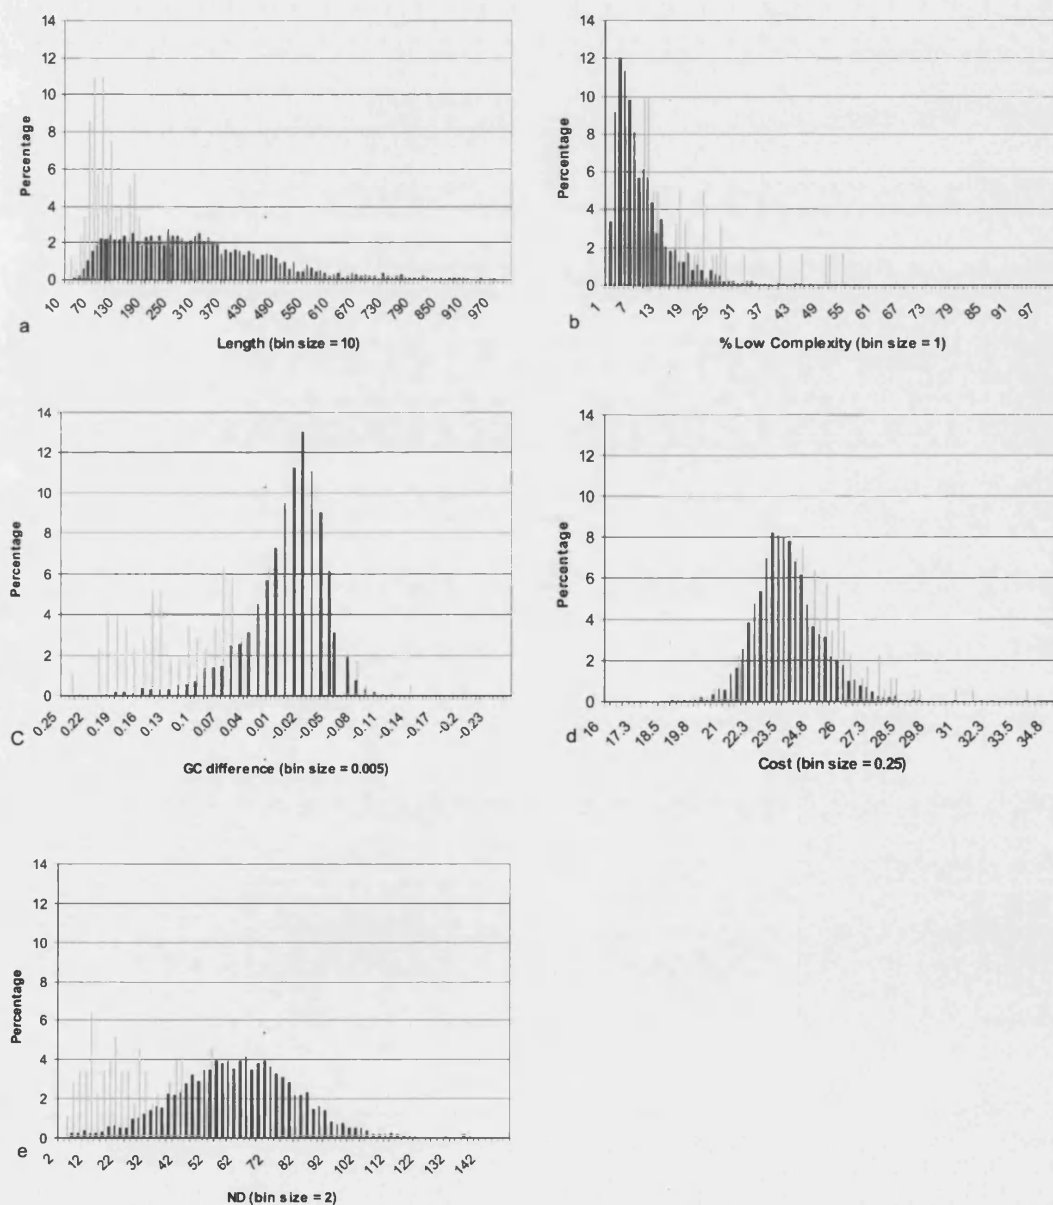 14
12
10
8
6
4
2
0
Percentage
10 70 130 190 250 310 370 430 490 550 610 670 730 790 850 910 970
a
Length (bin size = 10)
14
12
10
8
6
4
2
0
Percentage
1 7 13 19 25 31 37 43 49 55 61 67 73 79 85 91 97
b
% Low Complexity (bin size = 1)
14
12
10
8
6
4
2
0
Percentage
0.25 0.22 0.19 0.16 0.13 0.1 0.07 0.04 0.01 -0.02 -0.05 -0.08 -0.11 -0.14 -0.17 -0.2 -0.23
C
GC difference (bin size = 0.005)
14
12
10
8
6
4
2
0
Percentage
16 17.3 18.5 19.8 21 22.3 23.5 24.8 26 27.3 28.5 29.8 31 32.3 33.5 34.8
d
Cost (bin size = 0.25)
14
12
10
8
6
4
2
0
Percentage
2 12 22 32 42 52 62 72 82 92 102 112 122 132 142
e
ND (bin size = 2)